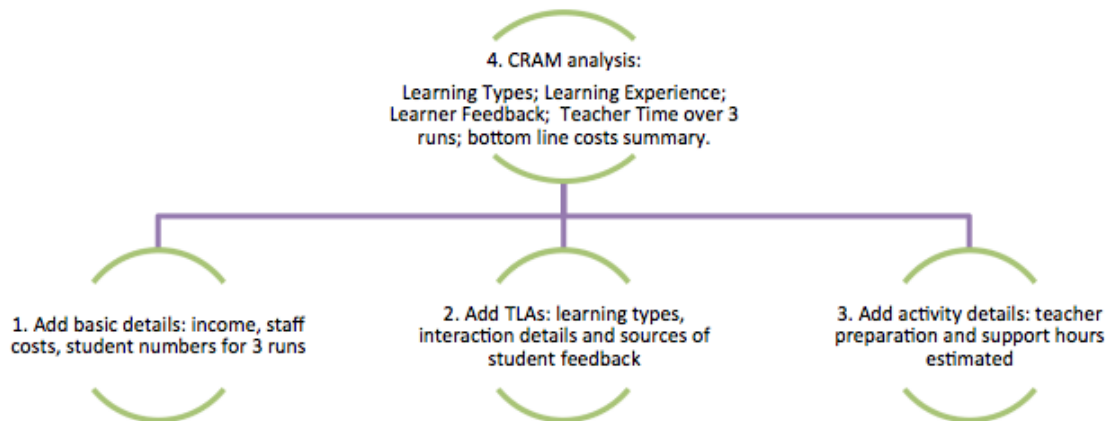 4. CRAM analysis:
Learning Types; Learning Experience;
Learner Feedback;  Teacher Time over 3
runs; bottom line costs summary.
1. Add basic details: income, staff
costs, student numbers for 3 runs
2. Add TLAs: learning types,
interaction details and sources of
student feedback
3. Add activity details: teacher
preparation and support hours
estimated